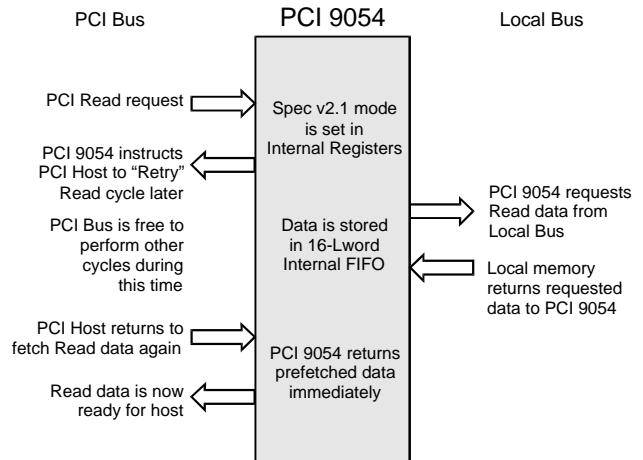 PCI Bus
PCI 9054
Local Bus
PCI Read request
Spec v2.1 mode
is set in
Internal Registers
PCI 9054 instructs
PCI Host to “Retry”
Read cycle later
PCI 9054 requests
Read data from
Local Bus
PCI Bus is free to
perform other
cycles during
this time
Data is stored
in 16-Lword
Internal FIFO
Local memory
returns requested
data to PCI 9054
PCI Host returns to
fetch Read data again
PCI 9054 returns
prefetched data
immediately
Read data is now
ready for host